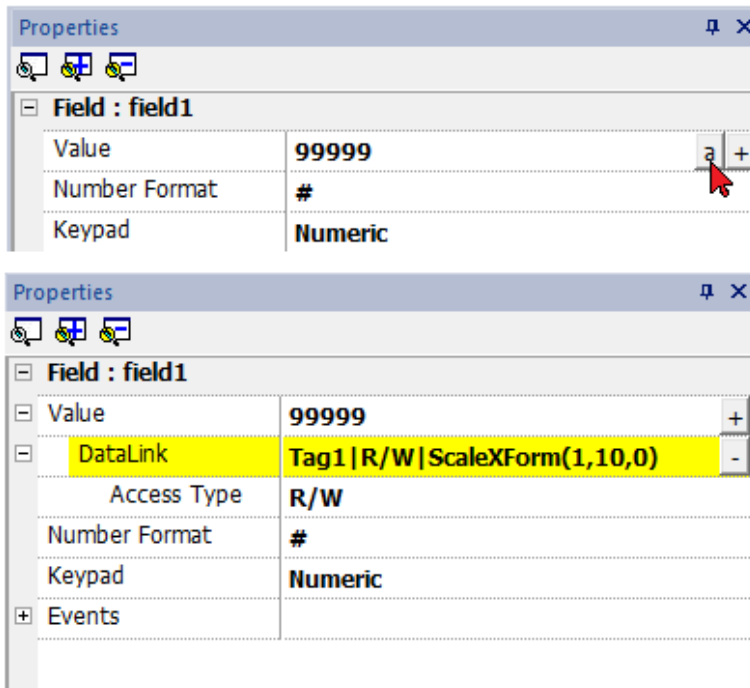 Properties
Field : field1
Value 99999 a +
Number Format #
Keypad Numeric
Properties
Field : field1
Value 99999 +
DataLink Tag1|R/W|ScaleXForm(1,10,0) -
Access Type R/W
Number Format #
Keypad Numeric
Events